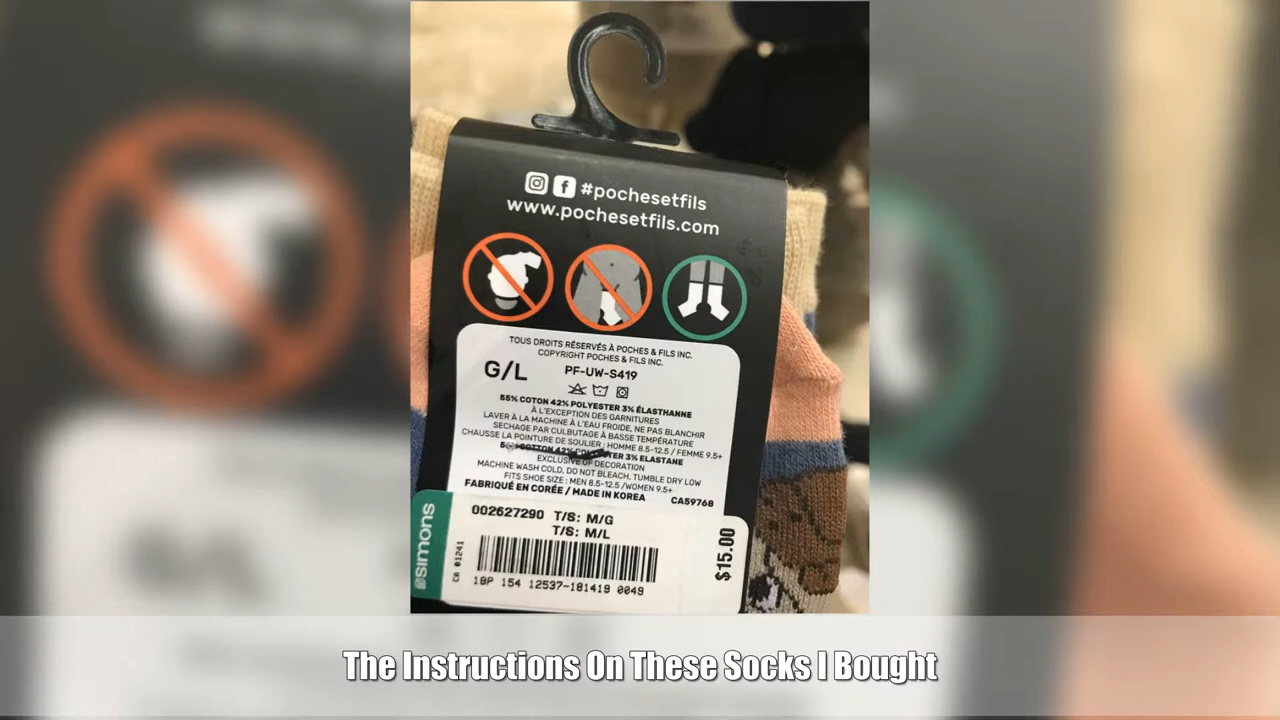 #pochesetfils
www.pochesetfils.com
TOUS DROITS RÉSERVÉS À POCHES & FILS INC.
COPYRIGHT POCHES & FILS INC.
G/L PF-UW-S419
55% COTON 42% POLYESTER 3% ÉLASTHANNE
À L'EXCEPTION DES GARNITURES
LAVER À LA MACHINE À L'EAU FROIDE, NE PAS BLANCHIR
SECHAGE PAR CULBUTAGE À BASSE TEMPÉRATURE
CHAUSSE LA POINTURE DE SOULIER : HOMME 8.5-12.5 / FEMME 9.5+
COTTON 42% 3% ELASTANE
EXCLUSIVE OF DECORATION
MACHINE WASH COLD, DO NOT BLEACH, TUMBLE DRY LOW
FITS SHOE SIZE : MEN 8.5-12.5 /WOMEN 9.5+
FABRIQUÉ EN CORÉE / MADE IN KOREA CA59768
simons
CA 01241
002627290 T/S: M/G
T/S: M/L
18P 154 12537-181419 0049
$15.00
The Instructions On These Socks I Bought